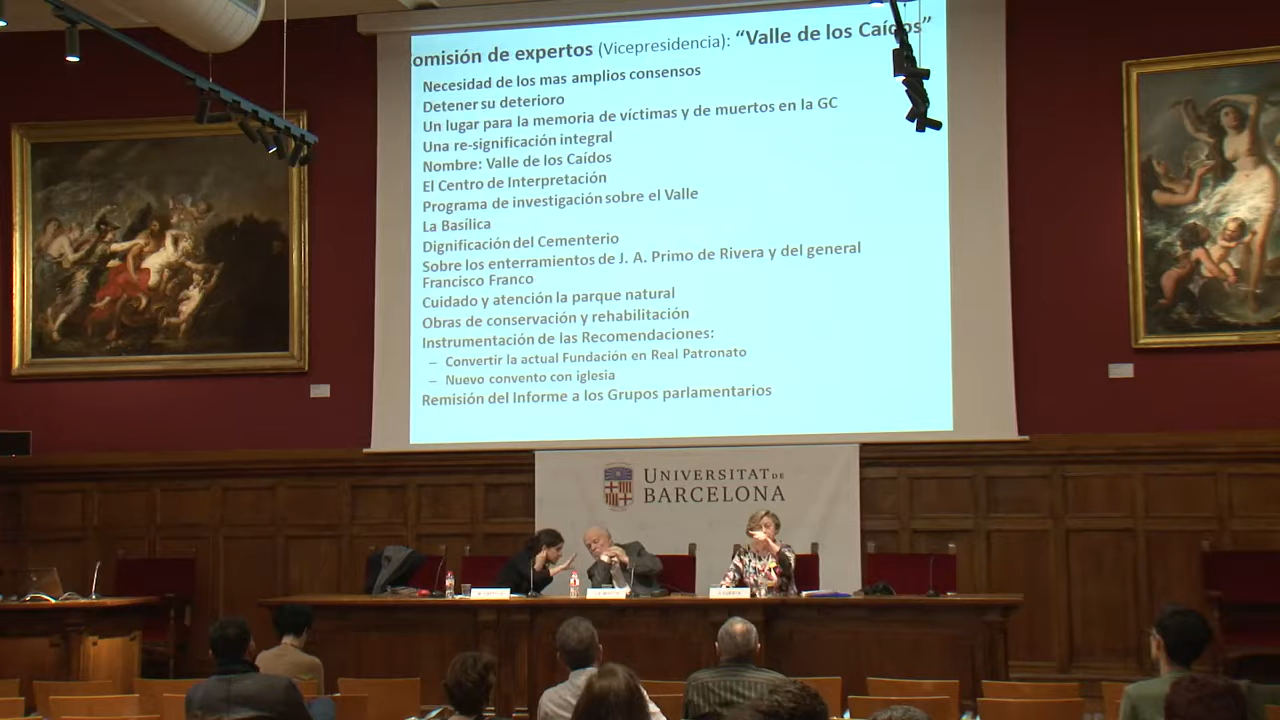 omisión de expertos (Vicepresidencia): “Valle de los Caídos”
Necesidad de los mas amplios consensos
Detener su deterioro
Un lugar para la memoria de víctimas y de muertos en la GC
Una re-significación integral
Nombre: Valle de los Caídos
El Centro de Interpretación
Programa de investigación sobre el Valle
La Basílica
Dignificación del Cementerio
Sobre los enterramientos de J. A. Primo de Rivera y del general
Francisco Franco
Cuidado y atención la parque natural
Obras de conservación y rehabilitación
Instrumentación de las Recomendaciones:
– Convertir la actual Fundación en Real Patronato
– Nuevo convento con iglesia
Remisión del Informe a los Grupos parlamentarios
UNIVERSITAT DE
BARCELONA